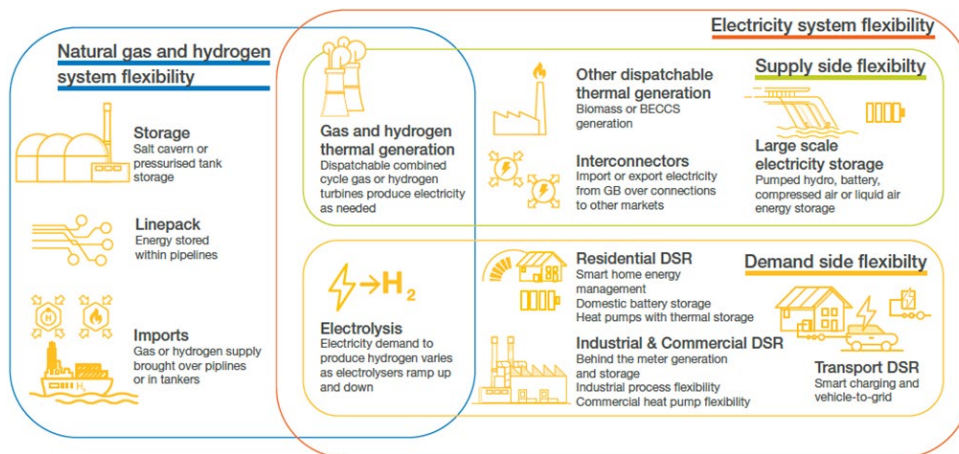 Natural gas and hydrogen
system flexibility
Storage
Salt cavern or
pressurised tank
storage
Linepack
Energy stored
within pipelines
Imports
Gas or hydrogen supply
brought over piplines
or in tankers
H
H2
Gas and hydrogen
thermal generation
Dispatchable combined
cycle gas or hydrogen
turbines produce electricity
as needed
→H2
Electrolysis
Electricity demand to
produce hydrogen varies
as electrolysers ramp up
and down
Electricity system flexibility
Supply side flexibilty
Other dispatchable
thermal generation
Biomass or BECCS
generation
Interconnectors
Import or export electricity
from GB over connections
to other markets
Large scale
electricity storage
Pumped hydro, battery,
compressed air or liquid air
energy storage
Demand side flexibilty
Residential DSR
Smart home energy
management
Domestic battery storage
Heat pumps with thermal storage
Industrial & Commercial DSR
Behind the meter generation
and storage
Industrial process flexibility
Commercial heat pump flexibility
Transport DSR
Smart charging and
vehicle-to-grid